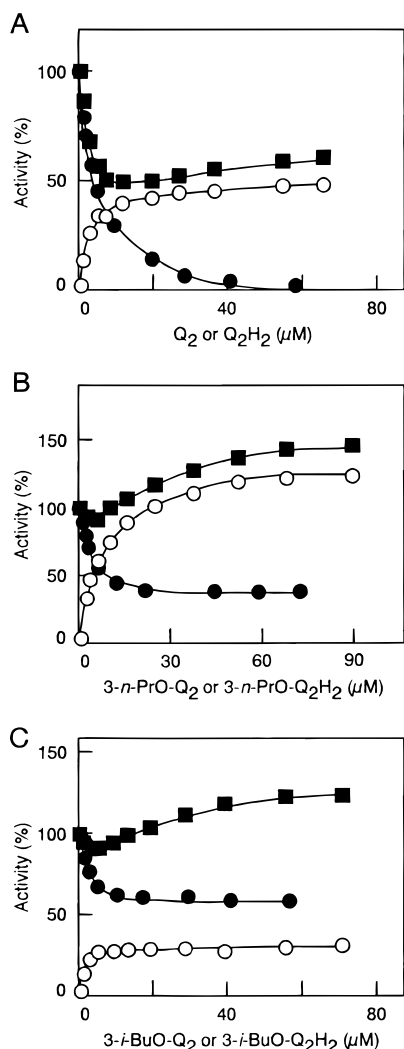 A
Activity (%)
100
50
0
0
40
80
Q₂ or Q₂H₂ (μM)
B
Activity (%)
150
100
50
0
0
30
60
90
3-n-PrO-Q₂ or 3-n-PrO-Q₂H₂ (μM)
C
Activity (%)
150
100
50
0
0
40
80
3-i-BuO-Q₂ or 3-i-BuO-Q₂H₂ (μM)